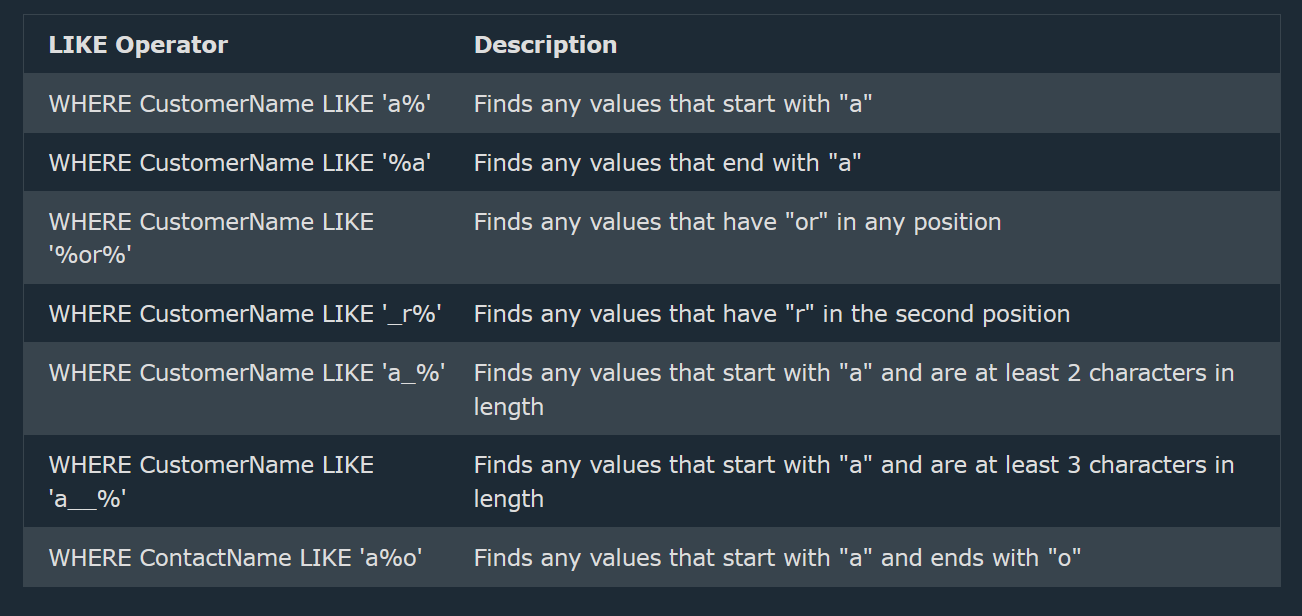 LIKE Operator Description
WHERE CustomerName LIKE 'a%' Finds any values that start with "a"
WHERE CustomerName LIKE '%a' Finds any values that end with "a"
WHERE CustomerName LIKE Finds any values that have "or" in any position
'%or%'
WHERE CustomerName LIKE '_r%' Finds any values that have "r" in the second position
WHERE CustomerName LIKE 'a_%' Finds any values that start with "a" and are at least 2 characters in
length
WHERE CustomerName LIKE Finds any values that start with "a" and are at least 3 characters in
'a__%' length
WHERE ContactName LIKE 'a%o' Finds any values that start with "a" and ends with "o"